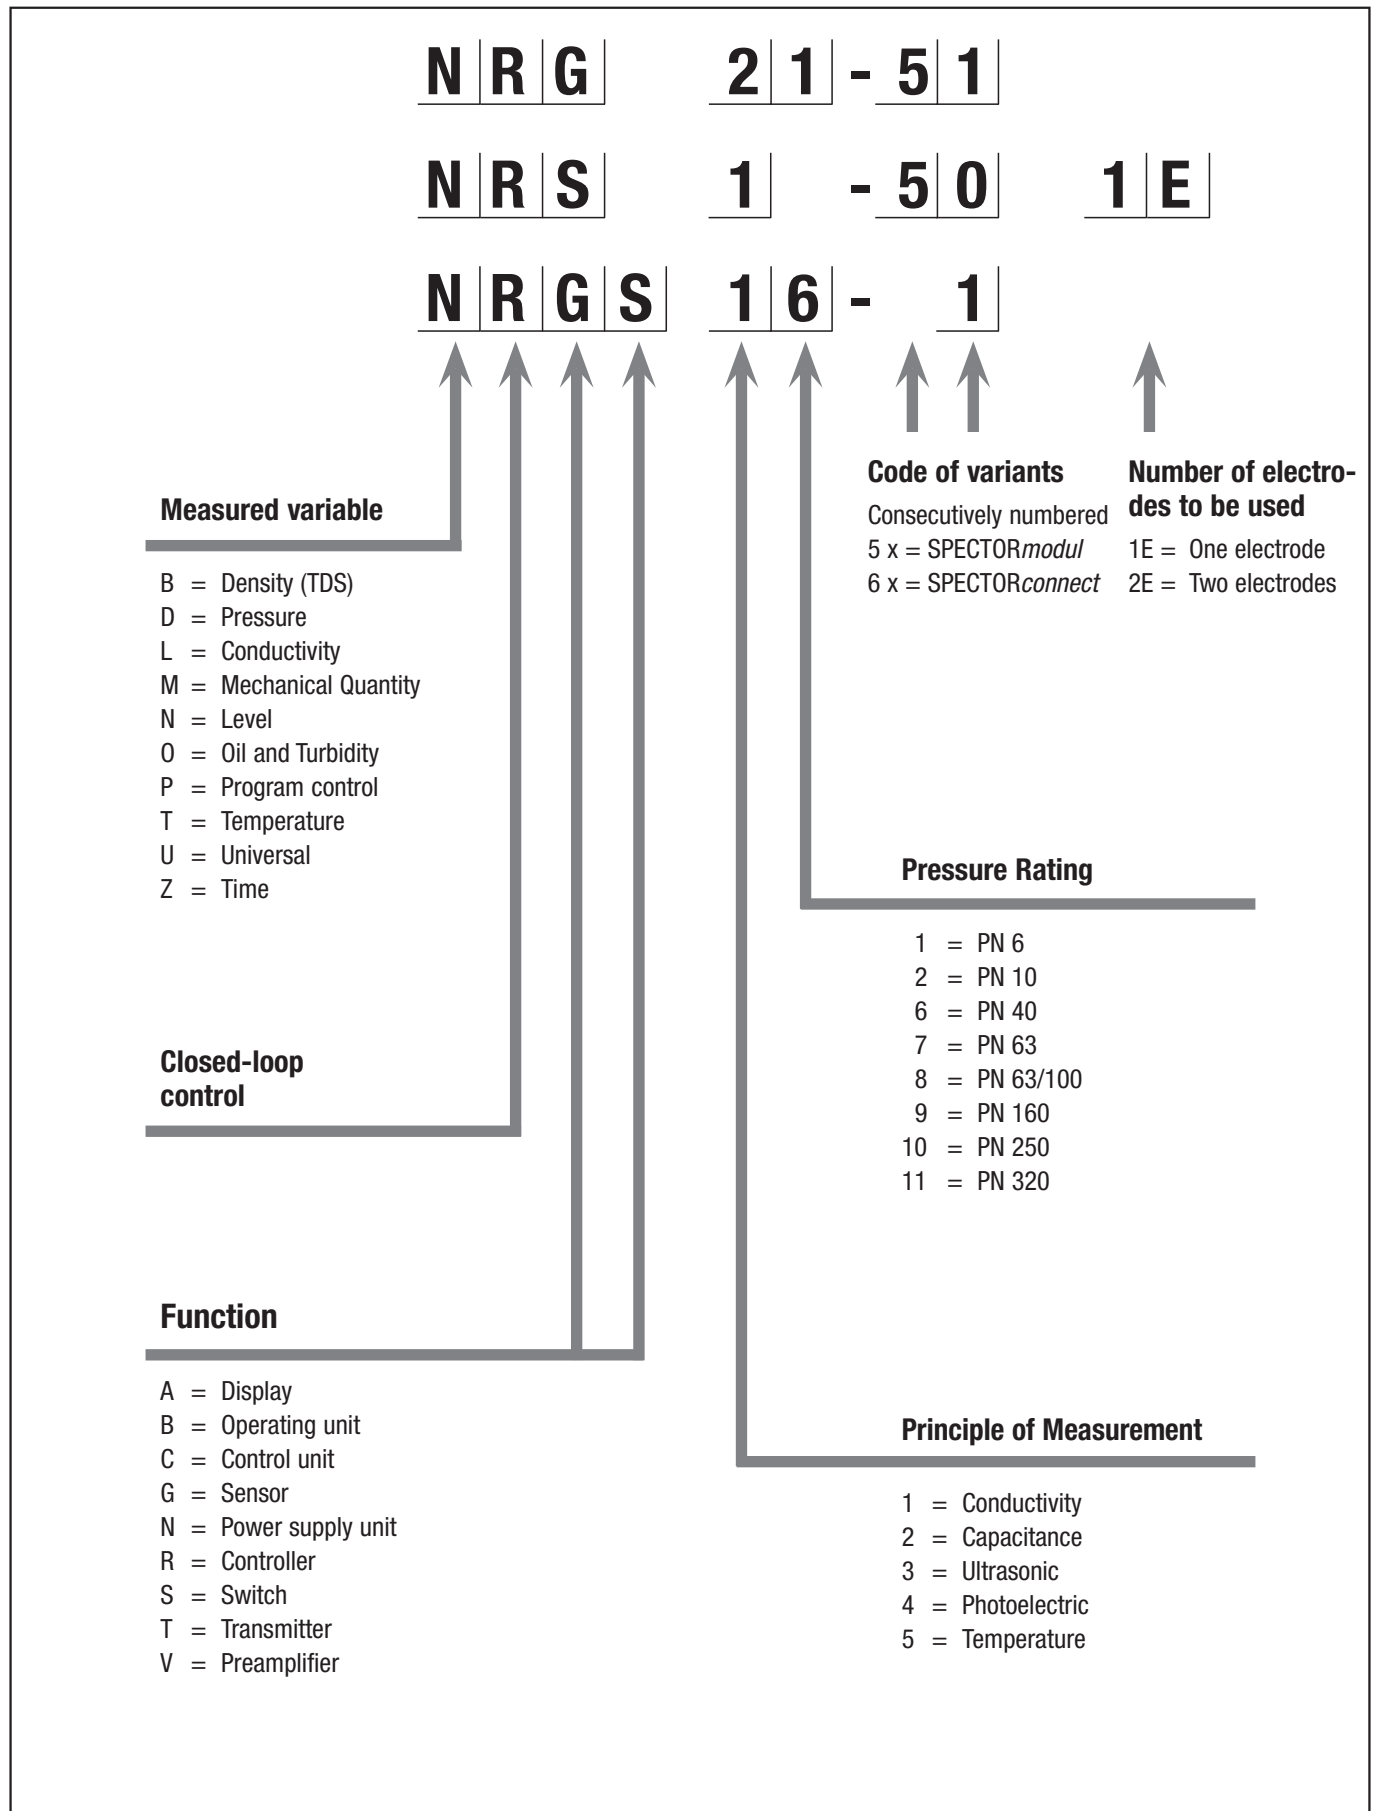 NRG 21-51
NRS 1 -50 1E
NRGS 16- 1
Code of variants
Consecutively numbered
5 x = SPECTORmodul
6 x = SPECTORconnect
Number of electro-
des to be used
1E = One electrode
2E = Two electrodes
Measured variable
B = Density (TDS)
D = Pressure
L = Conductivity
M = Mechanical Quantity
N = Level
O = Oil and Turbidity
P = Program control
T = Temperature
U = Universal
Z = Time
Pressure Rating
1 = PN 6
2 = PN 10
6 = PN 40
7 = PN 63
8 = PN 63/100
9 = PN 160
10 = PN 250
11 = PN 320
Closed-loop
control
Function
A = Display
B = Operating unit
C = Control unit
G = Sensor
N = Power supply unit
R = Controller
S = Switch
T = Transmitter
V = Preamplifier
Principle of Measurement
1 = Conductivity
2 = Capacitance
3 = Ultrasonic
4 = Photoelectric
5 = Temperature